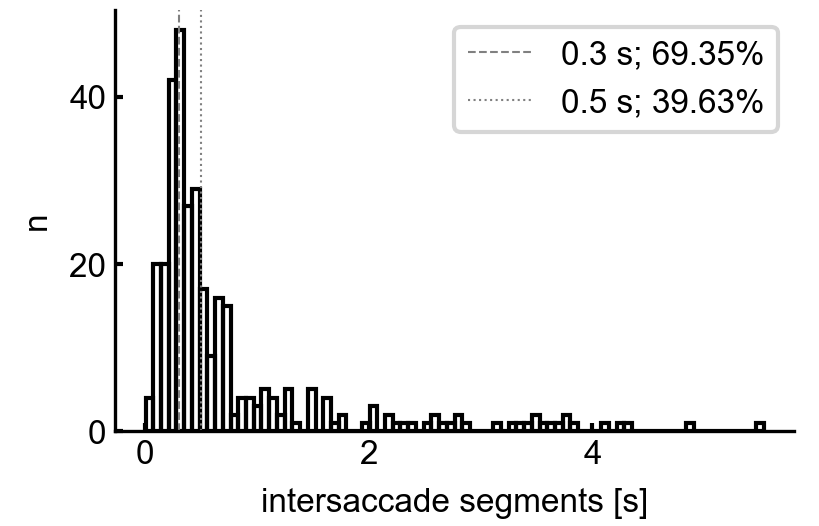 0.3 s; 69.35%
0.5 s; 39.63%
40
n
20
0
0 2 4
intersaccade segments [s]